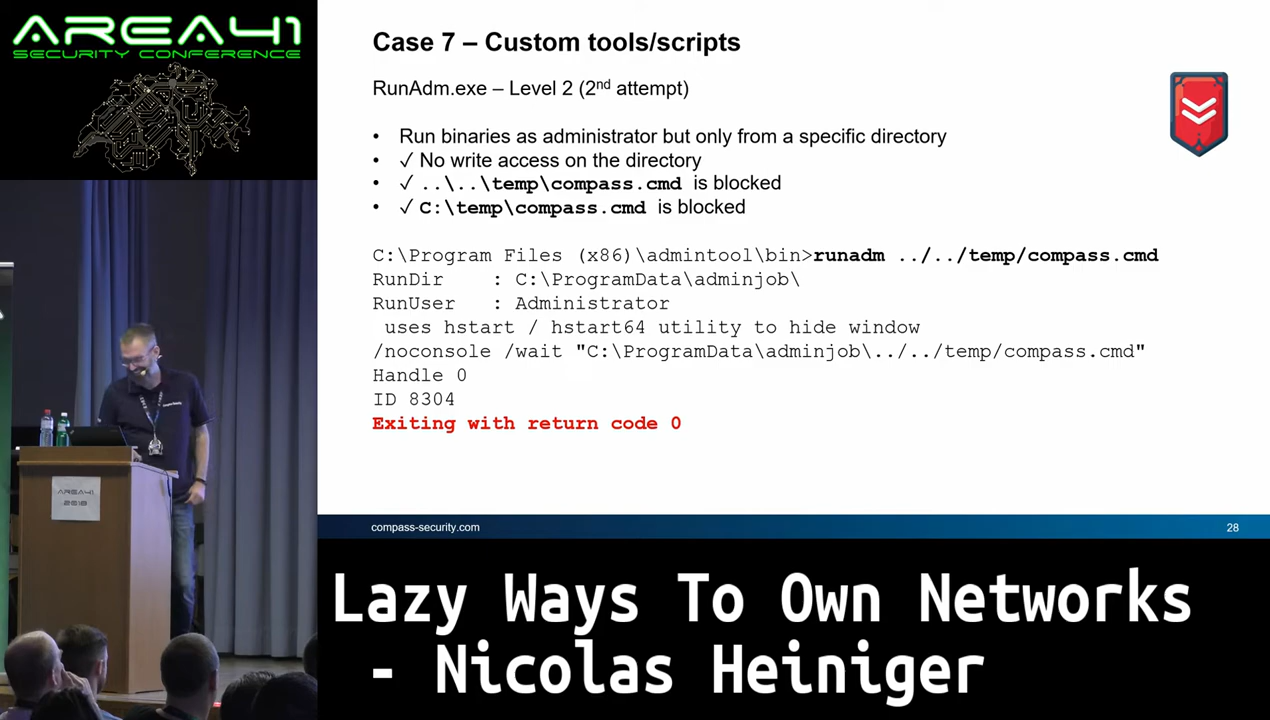 AREA41
SECURITY CONFERENCE
Case 7 – Custom tools/scripts
RunAdm.exe – Level 2 (2nd attempt)
• Run binaries as administrator but only from a specific directory
• ✓ No write access on the directory
• ✓ ..\..\temp\compass.cmd is blocked
• ✓ C:\temp\compass.cmd is blocked
C:\Program Files (x86)\admintool\bin>runadm ../../temp/compass.cmd
RunDir : C:\ProgramData\adminjob\
RunUser : Administrator
uses hstart / hstart64 utility to hide window
/noconsole /wait "C:\ProgramData\adminjob\../../temp/compass.cmd"
Handle 0
ID 8304
Exiting with return code 0
compass-security.com
28
AREA41
2018
Lazy Ways To Own Networks
- Nicolas Heiniger